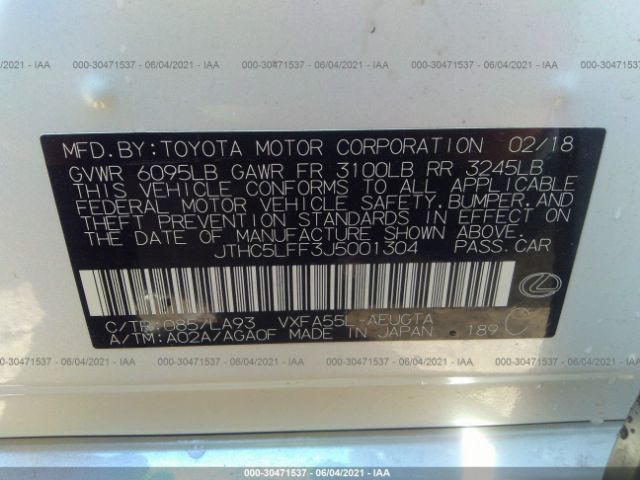 000-30471537 - 06/04/2021 - IAA
MFD.BY:TOYOTA MOTOR CORPORATION 02/18
GVWR 6095LB GAWR FR 3100LB RR 3245LB
THIS VEHICLE CONFORMS TO ALL APPLICABLE
FEDERAL MOTOR VEHICLE SAFETY.BUMPER.AND
THEFT PREVENTION STANDARDS IN EFFECT ON
THE DATE OF MANUFACTURE SHOWN ABOVE.
JTHC5LFF3J5001304 PASS.CAR
C/TR:085/LA93 VXFA55L-AEUGTA
A/TM:A02A/AGA0F MADE IN JAPAN 189 C
000-30471537 - 06/04/2021 - IAA